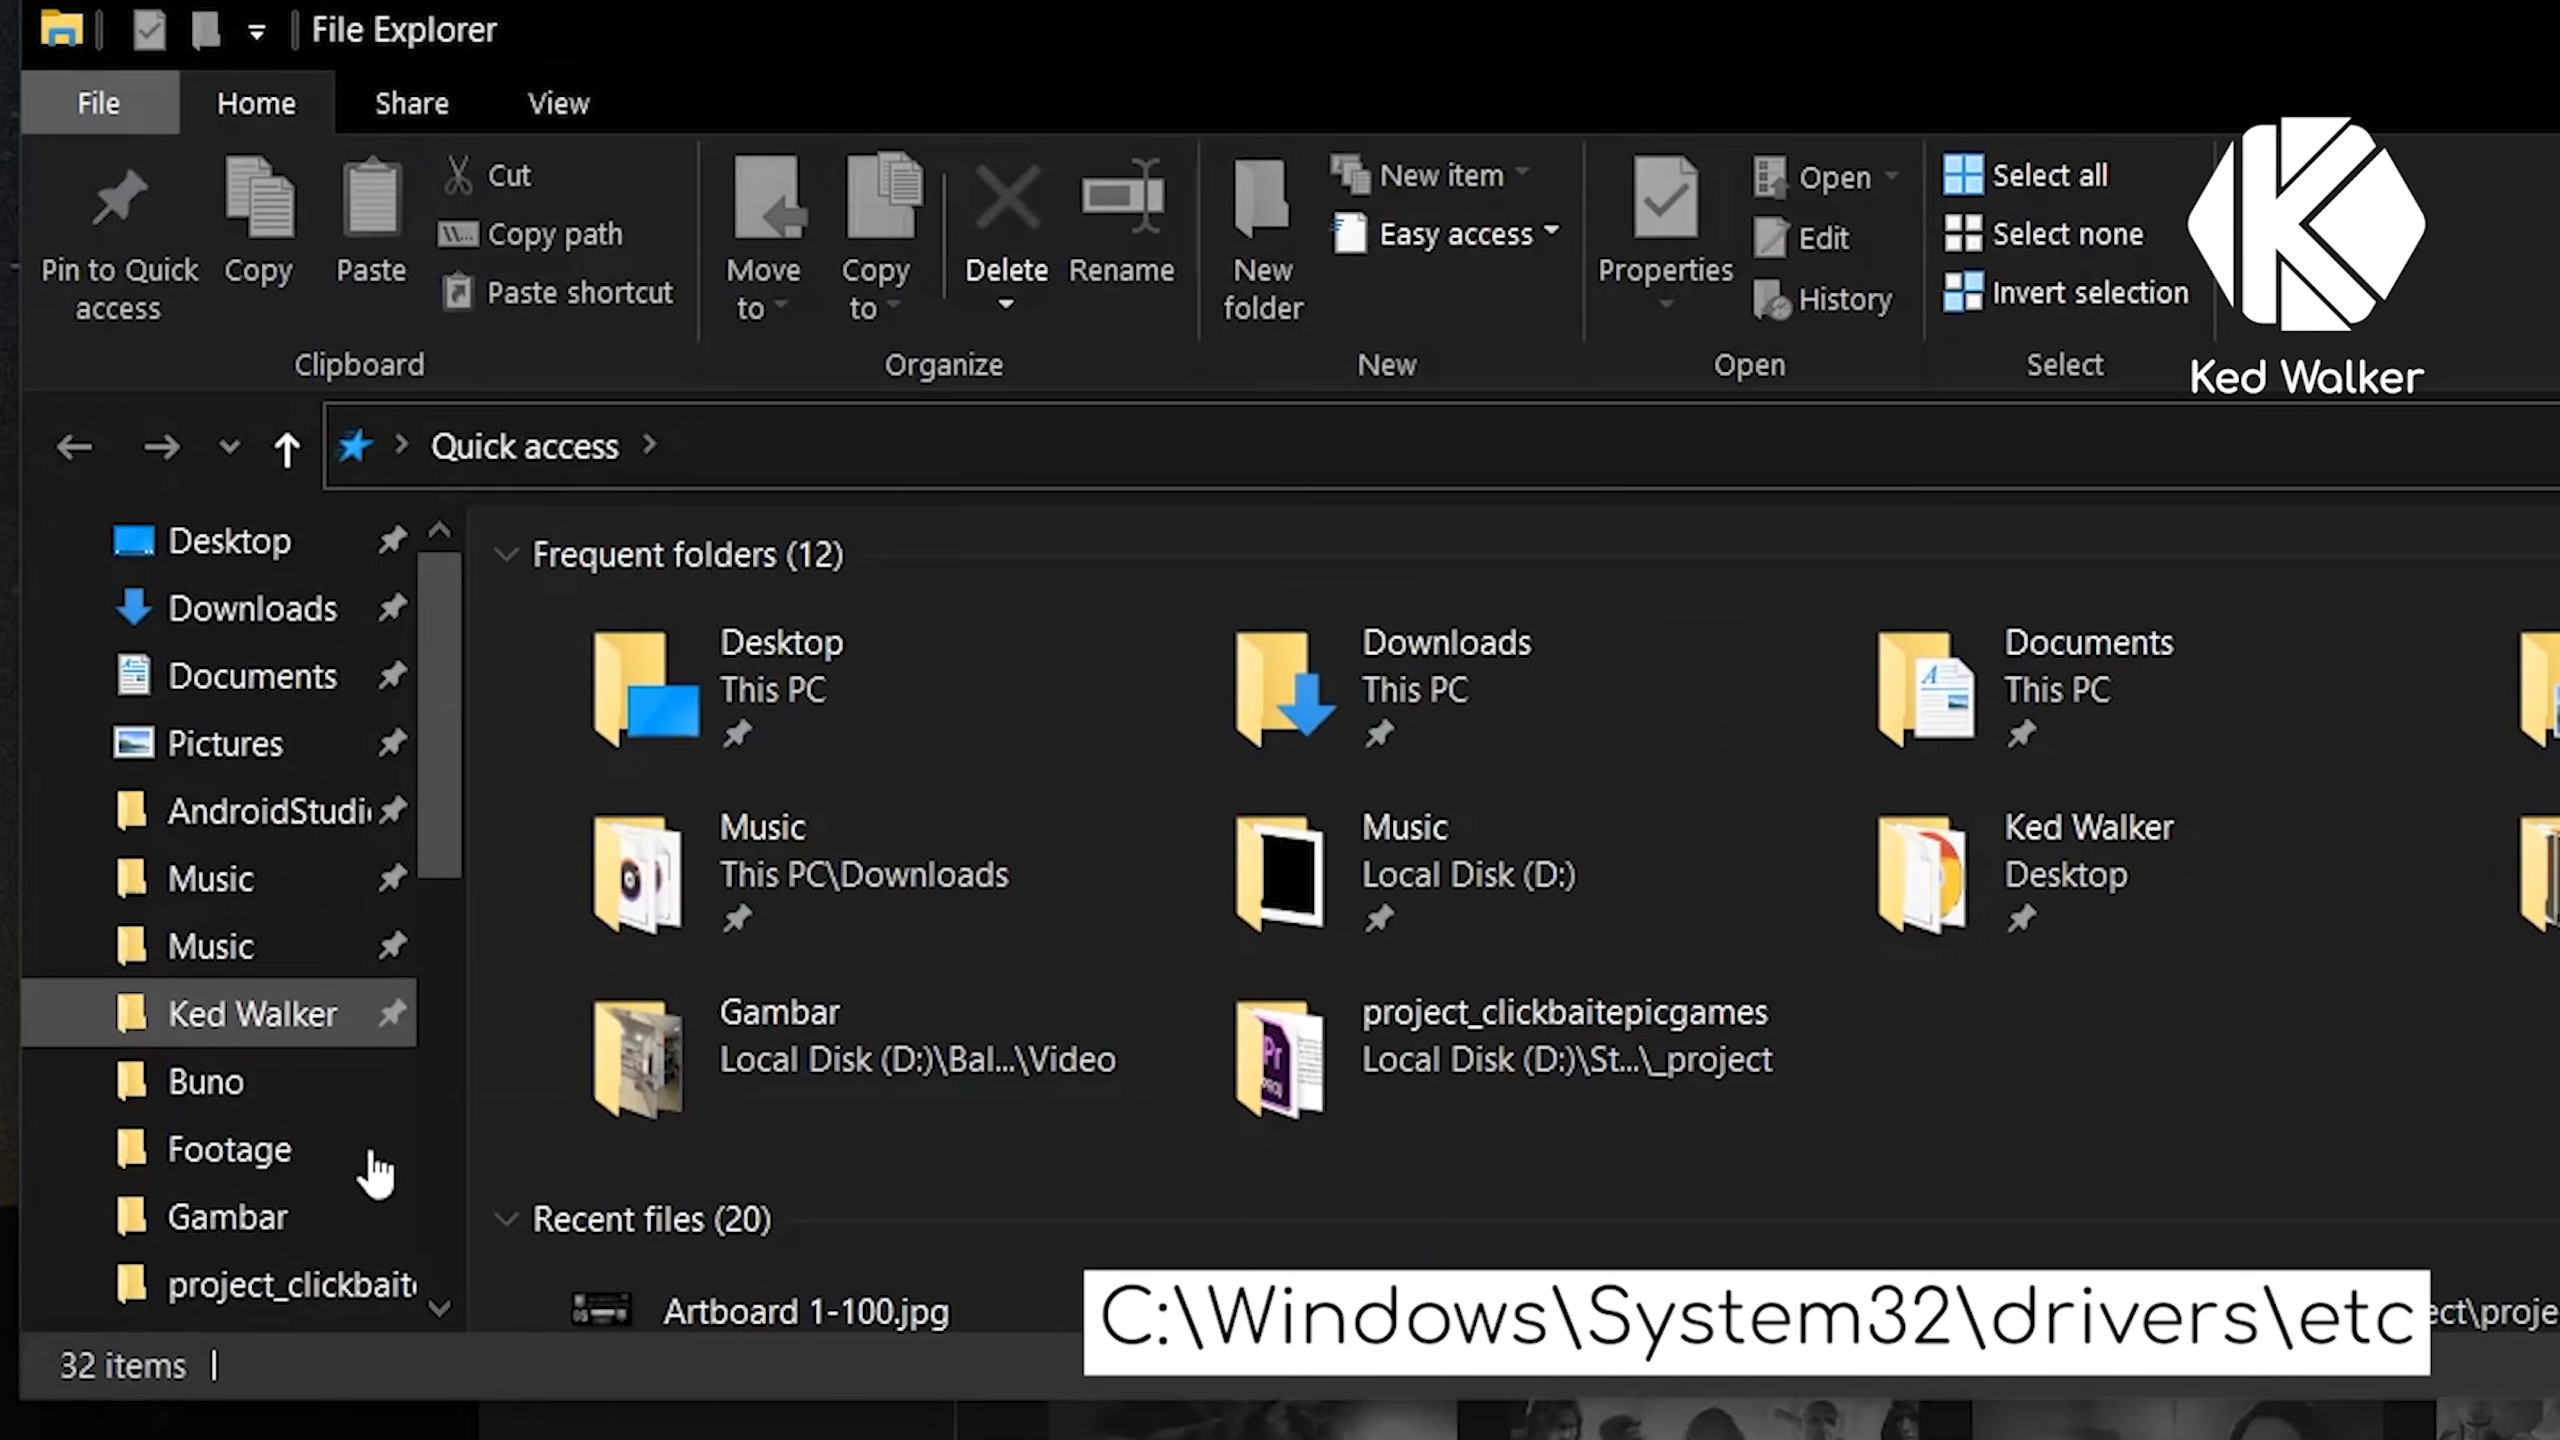 File Explorer
File
Home
Share
View
Pin to Quick
access
Copy
Paste
Cut
Copy path
Paste shortcut
Clipboard
Move
to
Copy
to
Delete
Rename
Organize
New
folder
New item
Easy access
New
Properties
Open
Edit
History
Open
Select all
Select none
Invert selection
Select
Ked Walker
Quick access
Desktop
Downloads
Documents
Pictures
AndroidStudi
Music
Music
Ked Walker
Buno
Footage
Gambar
project_clickbait
Frequent folders (12)
Desktop
This PC
Downloads
This PC
Documents
This PC
Music
This PC\Downloads
Music
Local Disk (D:)
Ked Walker
Desktop
Gambar
Local Disk (D:)\Bal...\Video
project_clickbaitepicgames
Local Disk (D:)\St...\_project
Recent files (20)
Artboard 1-100.jpg
ect\proje
C:\Windows\System32\drivers\etc
32 items